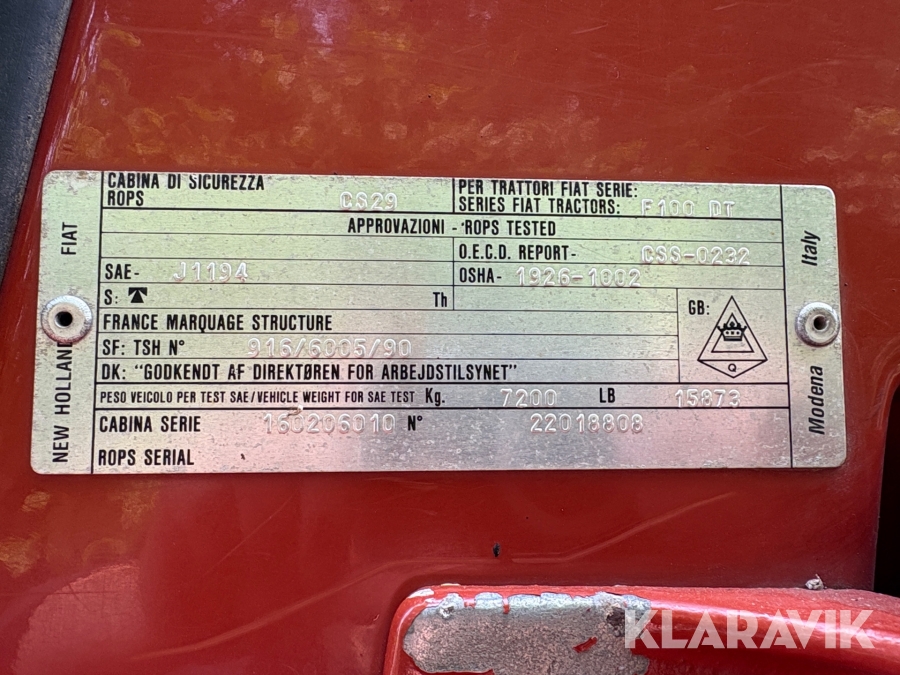 NEW HOLLAND FIAT
CABINA DI SICUREZZA
ROPS CS29
PER TRATTORI FIAT SERIE:
SERIES FIAT TRACTORS: F100 DT
APPROVAZIONI - ROPS TESTED
O.E.C.D. REPORT- CSS-0232
SAE- J1194
OSHA- 1926-1002
S: T Th
GB:
Q
FRANCE MARQUAGE STRUCTURE
SF: TSH N° 916/6005/90
DK: "GODKENDT AF DIREKTØREN FOR ARBEJDSTILSYNET"
PESO VEICOLO PER TEST SAE/VEHICLE WEIGHT FOR SAE TEST Kg. 7200 LB 15873
CABINA SERIE 160206010 N° 22018808
ROPS SERIAL
Modena Italy
KLARAVIK